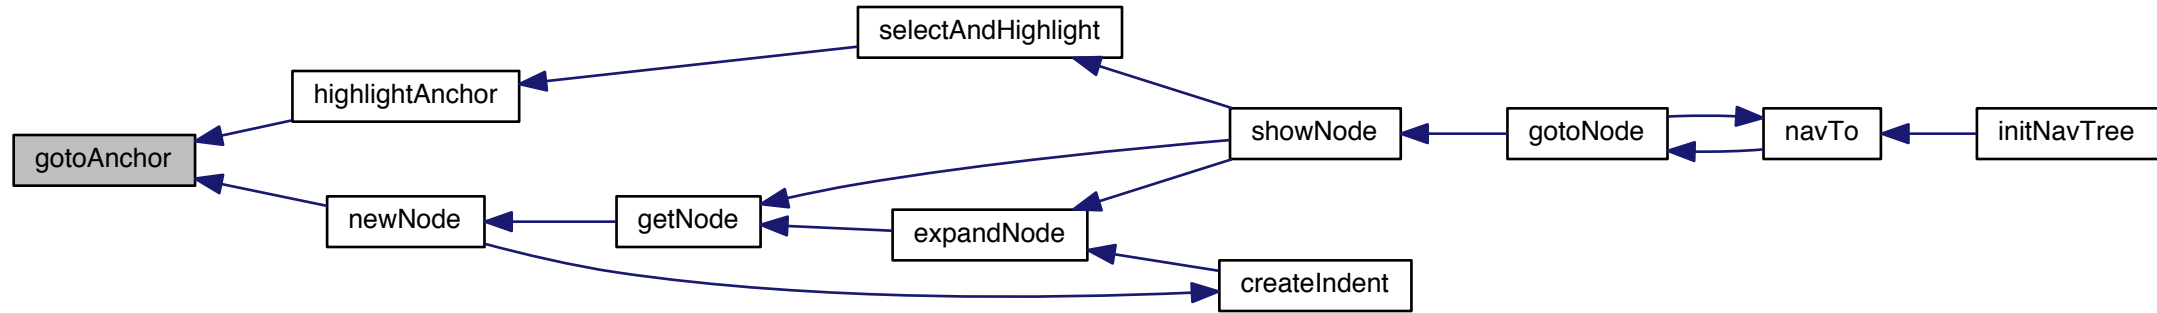 selectAndHighlight
highlightAnchor
showNode
gotoNode
navTo
initNavTree
gotoAnchor
newNode
getNode
expandNode
createIndent